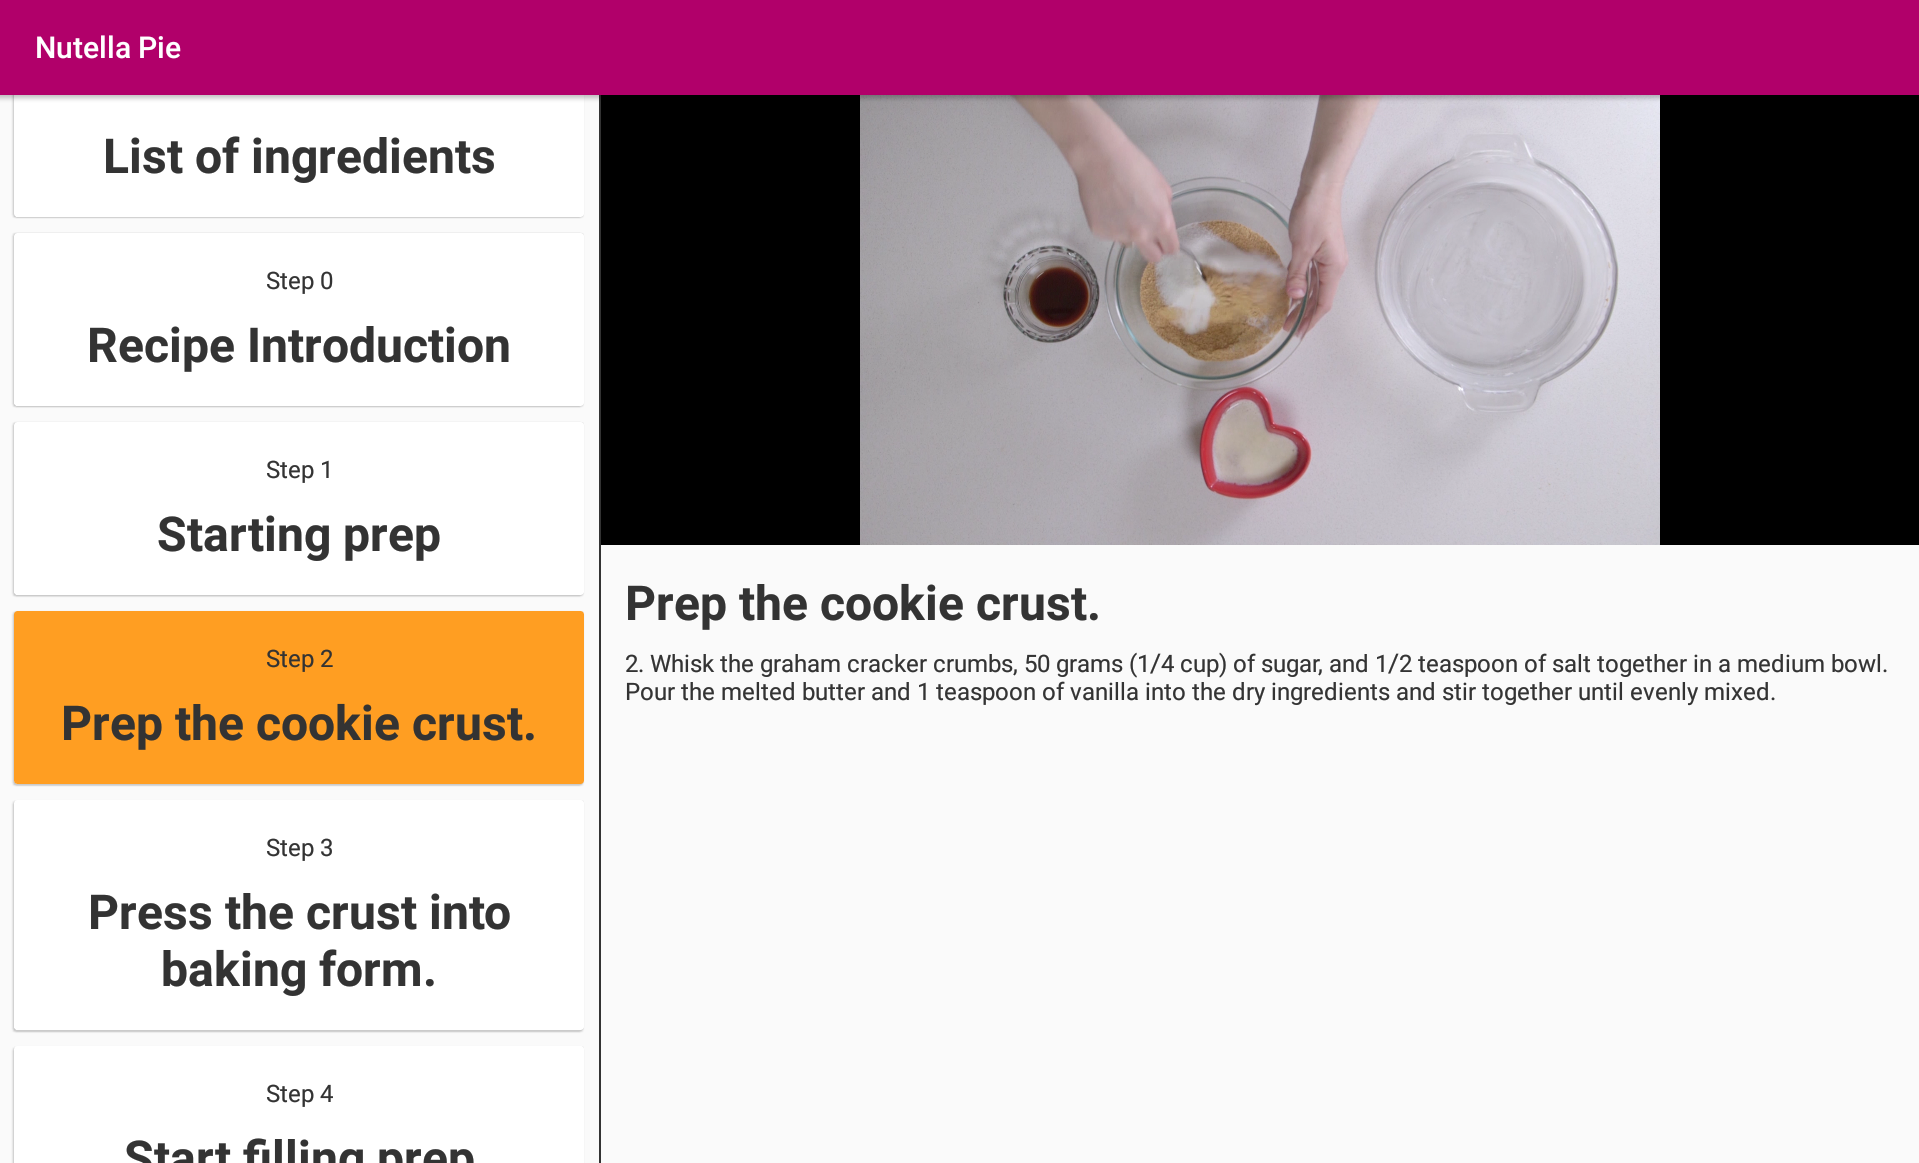 Nutella Pie
List of ingredients
Step 0
Recipe Introduction
Step 1
Starting prep
Step 2
Prep the cookie crust.
Step 3
Press the crust into
baking form.
Step 4
Start filling prep
Prep the cookie crust.
2. Whisk the graham cracker crumbs, 50 grams (1/4 cup) of sugar, and 1/2 teaspoon of salt together in a medium bowl.
Pour the melted butter and 1 teaspoon of vanilla into the dry ingredients and stir together until evenly mixed.